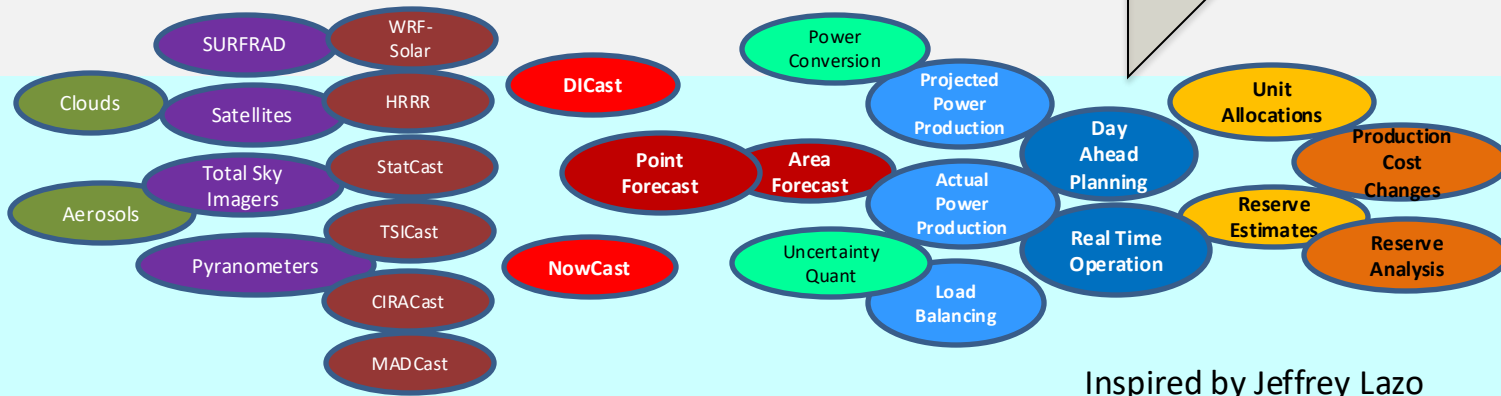 Clouds
Aerosols
SURFRAD
Satellites
Total Sky
Imagers
Pyranometers
WRF-
Solar
HRRR
StatCast
TSICast
CIRACast
MADCast
DICast
Point
Forecast
Area
Forecast
NowCast
Power
Conversion
Uncertainty
Quant
Projected
Power
Production
Actual
Power
Production
Load
Balancing
Day
Ahead
Planning
Real Time
Operation
Unit
Allocations
Reserve
Estimates
Production
Cost
Changes
Reserve
Analysis
Inspired by Jeffrey Lazo